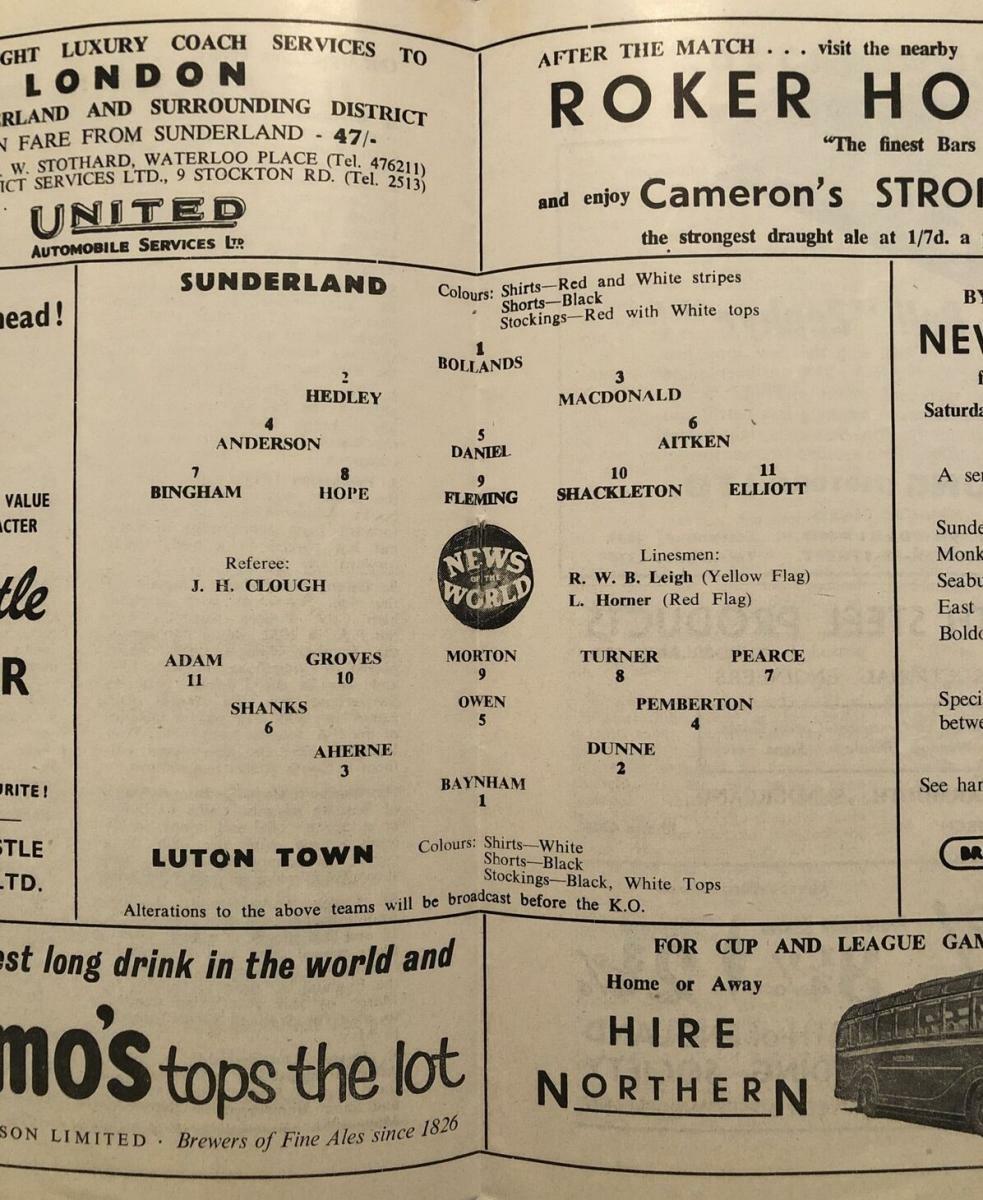 GHT LUXURY COACH SERVICES TO
LONDON
ERLAND AND SURROUNDING DISTRICT
N FARE FROM SUNDERLAND - 47/-
W. STOTHARD, WATERLOO PLACE (Tel. 476211)
ICT SERVICES LTD., 9 STOCKTON RD. (Tel. 2513)
UNITED
AUTOMOBILE SERVICES LTD.
AFTER THE MATCH . . . visit the nearby
ROKER HO
"The finest Bars
and enjoy Cameron's STRO
the strongest draught ale at 1/7d. a
head!
VALUE
ACTER
tle
R
URITE!
STLE
LTD.
SUNDERLAND
Colours: Shirts—Red and White stripes
Shorts—Black
Stockings—Red with White tops
1
BOLLANDS
2 3
HEDLEY MACDONALD
4 5 6
ANDERSON DANIEL AITKEN
7 8 9 10 11
BINGHAM HOPE FLEMING SHACKLETON ELLIOTT
Referee:
J. H. CLOUGH
NEWS
OF THE
WORLD
Linesmen:
R. W. B. Leigh (Yellow Flag)
L. Horner (Red Flag)
ADAM GROVES MORTON TURNER PEARCE
11 10 9 8 7
SHANKS OWEN PEMBERTON
6 5 4
AHERNE DUNNE
3 2
BAYNHAM
1
LUTON TOWN
Colours: Shirts—White
Shorts—Black
Stockings—Black, White Tops
Alterations to the above teams will be broadcast before the K.O.
BY
NEW
f
Saturda
A ser
Sunde
Monk
Seabu
East
Boldo
Speci
betwe
See han
BR
est long drink in the world and
mo's tops the lot
SON LIMITED · Brewers of Fine Ales since 1826
FOR CUP AND LEAGUE GAM
Home or Away
HIRE
NORTHERN